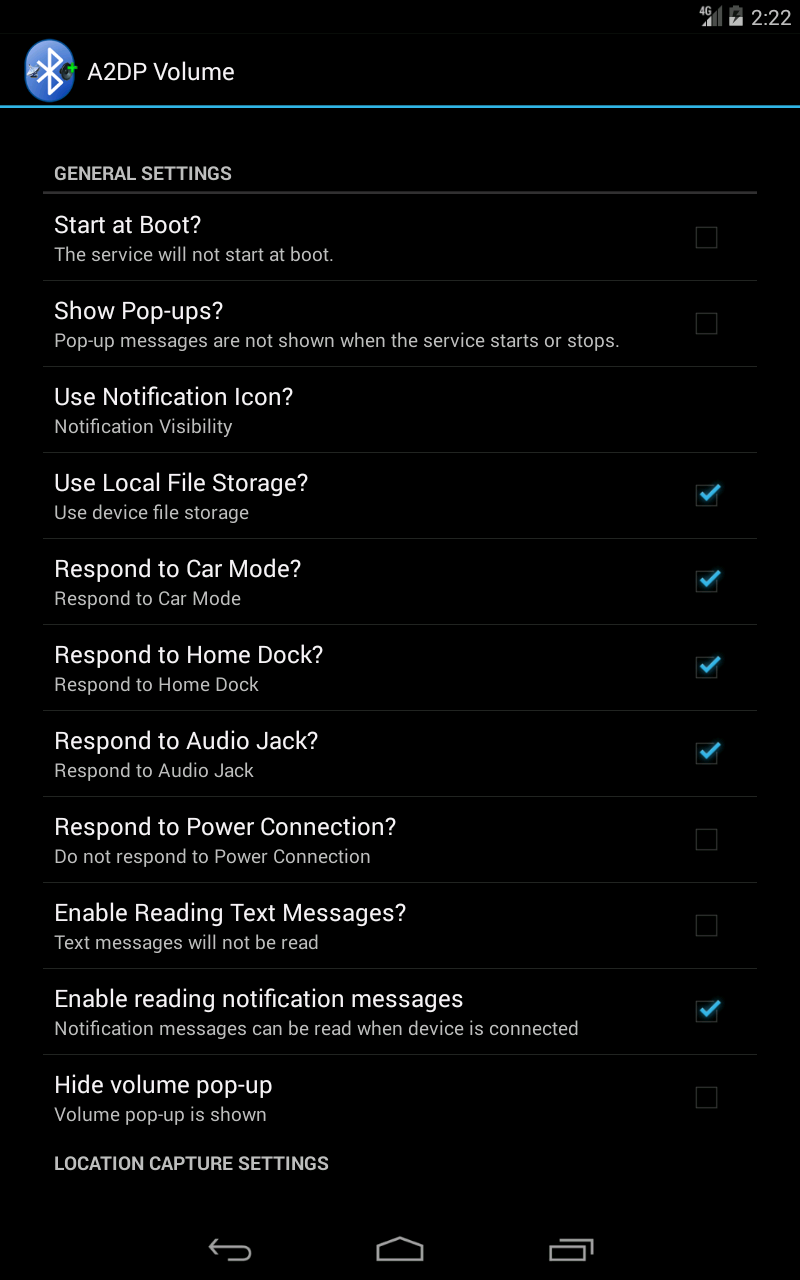 4G 2:22
A2DP Volume
GENERAL SETTINGS
Start at Boot?
The service will not start at boot.
Show Pop-ups?
Pop-up messages are not shown when the service starts or stops.
Use Notification Icon?
Notification Visibility
Use Local File Storage?
Use device file storage
Respond to Car Mode?
Respond to Car Mode
Respond to Home Dock?
Respond to Home Dock
Respond to Audio Jack?
Respond to Audio Jack
Respond to Power Connection?
Do not respond to Power Connection
Enable Reading Text Messages?
Text messages will not be read
Enable reading notification messages
Notification messages can be read when device is connected
Hide volume pop-up
Volume pop-up is shown
LOCATION CAPTURE SETTINGS